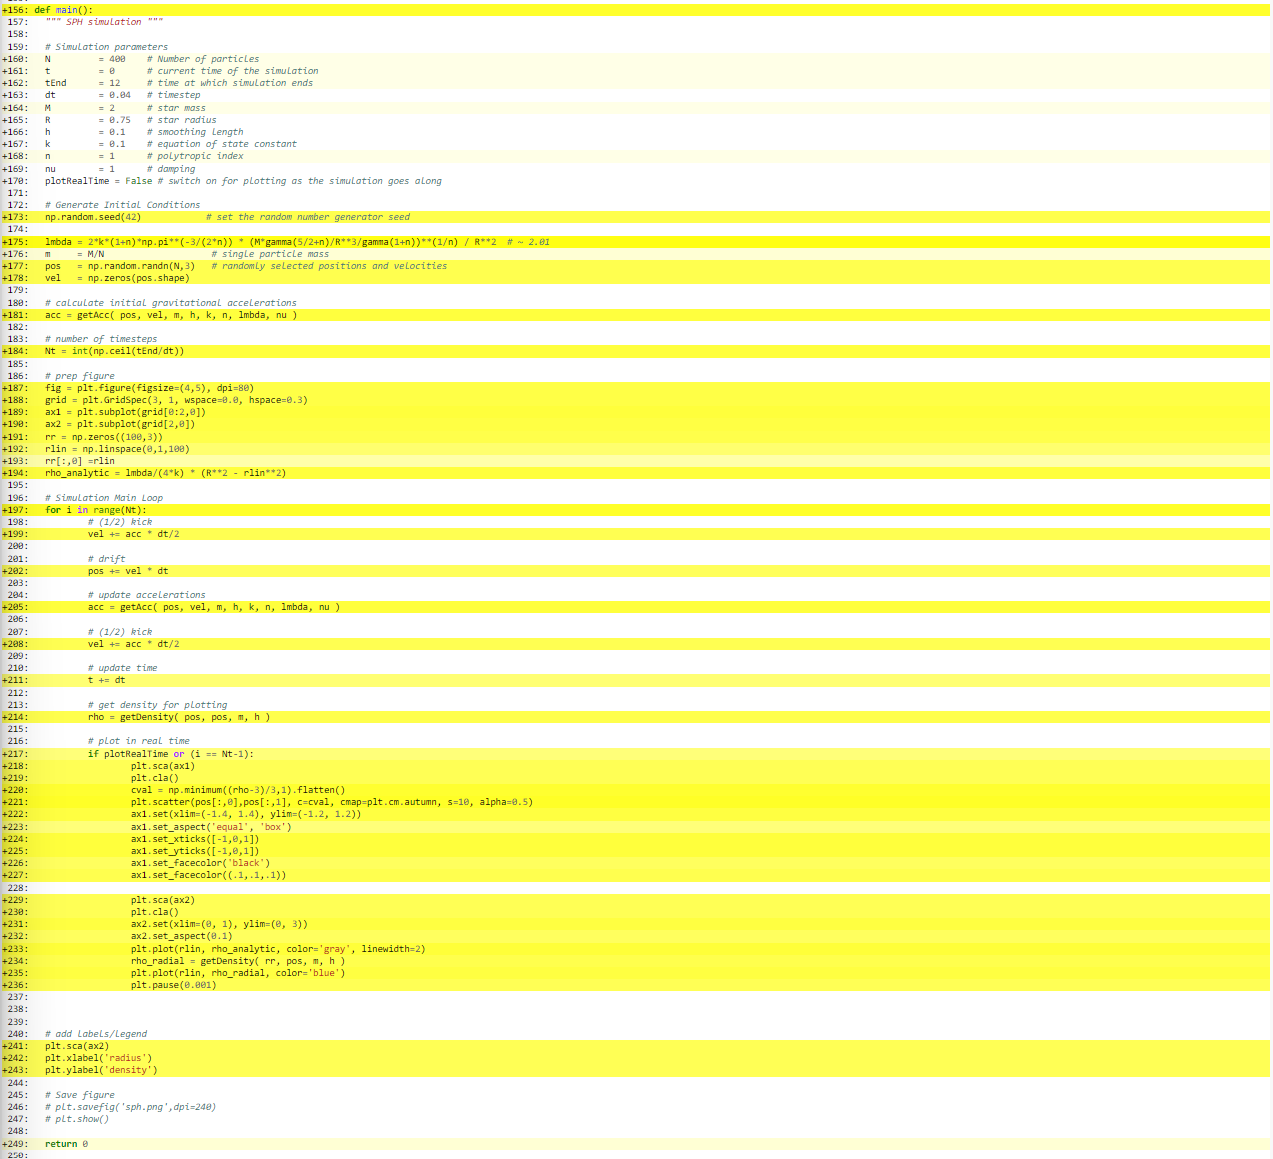 +156: def main():
157: """ SPH simulation """
158:
159: # Simulation parameters
+160: N = 400 # Number of particles
+161: t = 0 # current time of the simulation
+162: tEnd = 12 # time at which simulation ends
+163: dt = 0.04 # timestep
+164: M = 2 # star mass
+165: R = 0.75 # star radius
+166: h = 0.1 # smoothing length
+167: k = 0.1 # equation of state constant
+168: n = 1 # polytropic index
+169: nu = 1 # damping
+170: plotRealTime = False # switch on for plotting as the simulation goes along
171:
172: # Generate Initial Conditions
+173: np.random.seed(42) # set the random number generator seed
174:
+175: lmbda = 2*k*(1+n)*np.pi**(-3/(2*n)) * (M*gamma(5/2+n)/R**3/gamma(1+n))**(1/n) / R**2 # ~ 2.01
+176: m = M/N # single particle mass
+177: pos = np.random.randn(N,3) # randomly selected positions and velocities
+178: vel = np.zeros(pos.shape)
179:
180: # calculate initial gravitational accelerations
+181: acc = getAcc( pos, vel, m, h, k, n, lmbda, nu )
182:
183: # number of timesteps
+184: Nt = int(np.ceil(tEnd/dt))
185:
186: # prep figure
+187: fig = plt.figure(figsize=(4,5), dpi=80)
+188: grid = plt.GridSpec(3, 1, wspace=0.0, hspace=0.3)
+189: ax1 = plt.subplot(grid[0:2,0])
+190: ax2 = plt.subplot(grid[2,0])
+191: rr = np.zeros((100,3))
+192: rlin = np.linspace(0,1,100)
+193: rr[:,0] =rlin
+194: rho_analytic = lmbda/(4*k) * (R**2 - rlin**2)
195:
196: # Simulation Main Loop
+197: for i in range(Nt):
198: # (1/2) kick
+199: vel += acc * dt/2
200:
201: # drift
+202: pos += vel * dt
203:
204: # update accelerations
+205: acc = getAcc( pos, vel, m, h, k, n, lmbda, nu )
206:
207: # (1/2) kick
+208: vel += acc * dt/2
209:
210: # update time
+211: t += dt
212:
213: # get density for plotting
+214: rho = getDensity( pos, pos, m, h )
215:
216: # plot in real time
+217: if plotRealTime or (i == Nt-1):
+218: plt.sca(ax1)
+219: plt.cla()
+220: cval = np.minimum((rho-3)/3,1).flatten()
+221: plt.scatter(pos[:,0],pos[:,1], c=cval, cmap=plt.cm.autumn, s=10, alpha=0.5)
+222: ax1.set(xlim=(-1.4, 1.4), ylim=(-1.2, 1.2))
+223: ax1.set_aspect('equal', 'box')
+224: ax1.set_xticks([-1,0,1])
+225: ax1.set_yticks([-1,0,1])
+226: ax1.set_facecolor('black')
+227: ax1.set_facecolor((.1,.1,.1))
228:
+229: plt.sca(ax2)
+230: plt.cla()
+231: ax2.set(xlim=(0, 1), ylim=(0, 3))
+232: ax2.set_aspect(0.1)
+233: plt.plot(rlin, rho_analytic, color='gray', linewidth=2)
+234: rho_radial = getDensity( rr, pos, m, h )
+235: plt.plot(rlin, rho_radial, color='blue')
+236: plt.pause(0.001)
237:
238:
239:
240: # add labels/legend
+241: plt.sca(ax2)
+242: plt.xlabel('radius')
+243: plt.ylabel('density')
244:
245: # Save figure
246: # plt.savefig('sph.png',dpi=240)
247: # plt.show()
248:
+249: return 0
250: